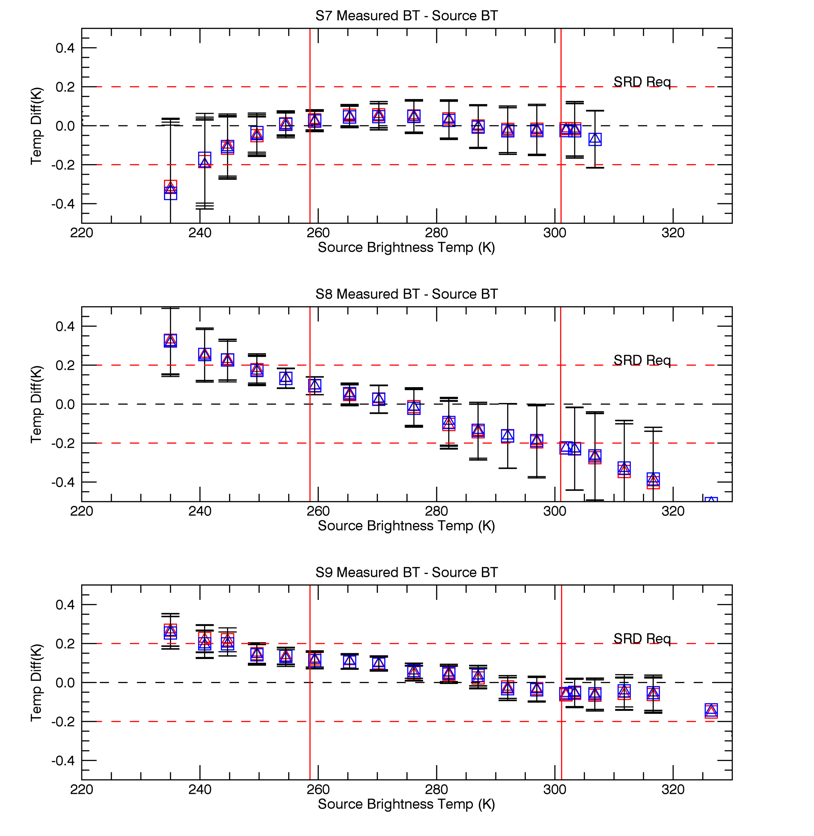 S7 Measured BT - Source BT
0.4
SRD Req
0.2
0.0
-0.2
-0.4
Temp Diff(K)
220 240 260 280 300 320
Source Brightness Temp (K)
S8 Measured BT - Source BT
0.4
SRD Req
0.2
0.0
-0.2
-0.4
Temp Diff(K)
220 240 260 280 300 320
Source Brightness Temp (K)
S9 Measured BT - Source BT
0.4
SRD Req
0.2
0.0
-0.2
-0.4
Temp Diff(K)
220 240 260 280 300 320
Source Brightness Temp (K)